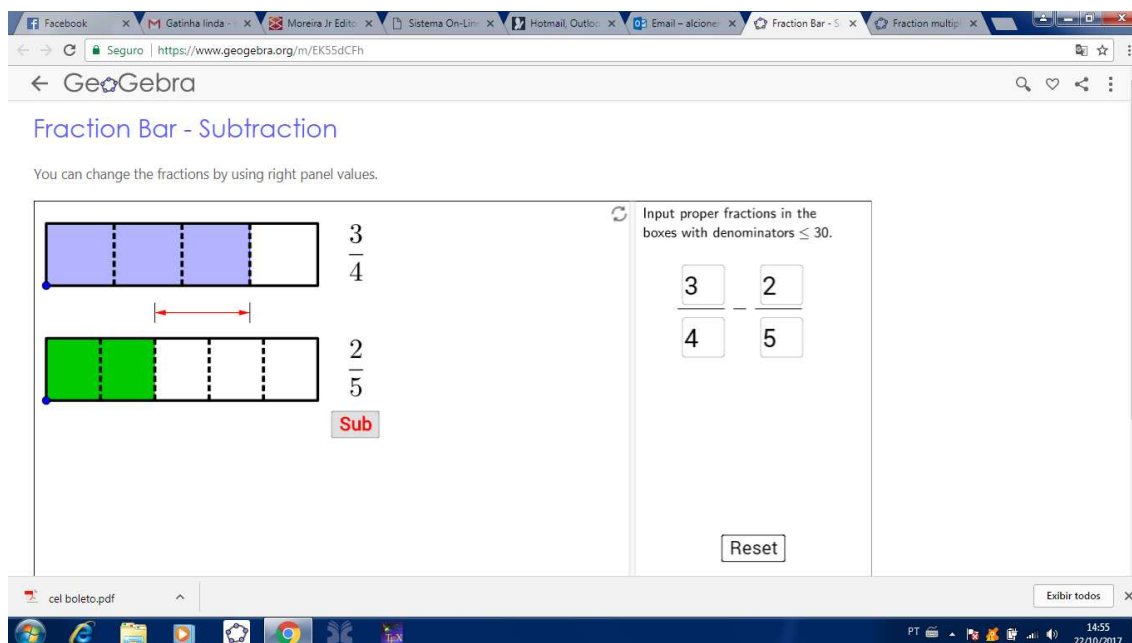 Facebook
Gatinha linda -
Moreira Jr Edito
Sistema On-Line
Hotmail, Outloo
Email – alcione
Fraction Bar - S
Fraction multip
Seguro | https://www.geogebra.org/m/EK55dCFh
GeoGebra
Fraction Bar - Subtraction
You can change the fractions by using right panel values.
3
4
2
5
Sub
Input proper fractions in the
boxes with denominators ≤ 30.
3 – 2
4 5
Reset
cel boleto.pdf
Exibir todos
PT
14:55
22/10/2017